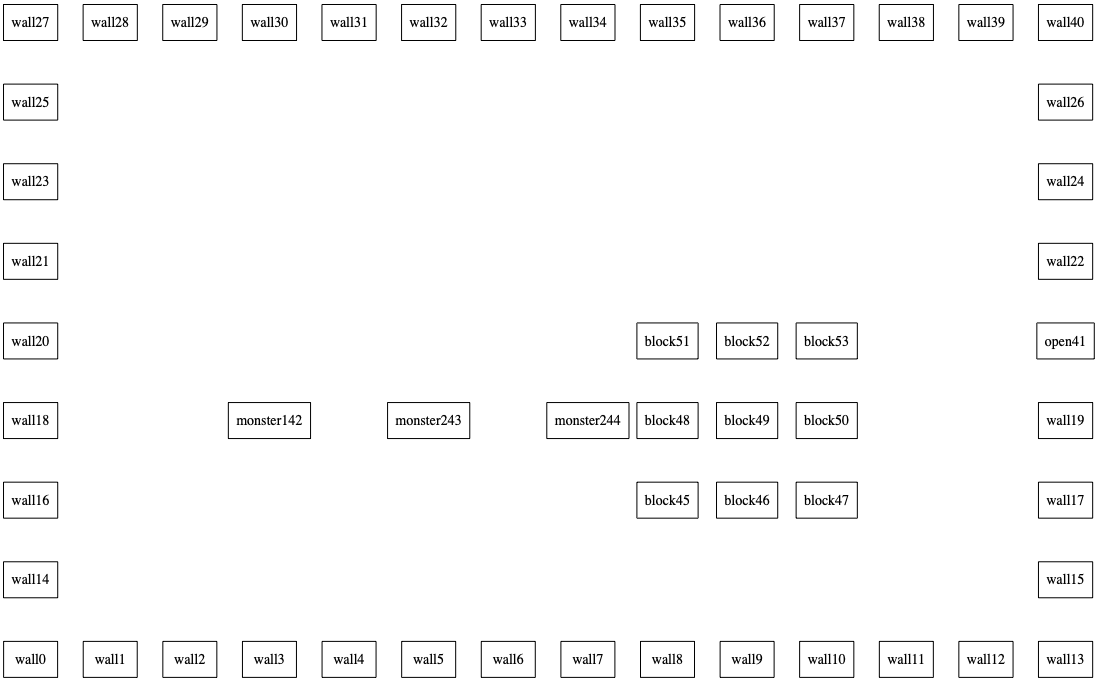 wall27 wall28 wall29 wall30 wall31 wall32 wall33 wall34 wall35 wall36 wall37 wall38 wall39 wall40
wall25 wall26
wall23 wall24
wall21 wall22
wall20 block51 block52 block53 open41
wall18 monster142 monster243 monster244 block48 block49 block50 wall19
wall16 block45 block46 block47 wall17
wall14 wall15
wall0 wall1 wall2 wall3 wall4 wall5 wall6 wall7 wall8 wall9 wall10 wall11 wall12 wall13